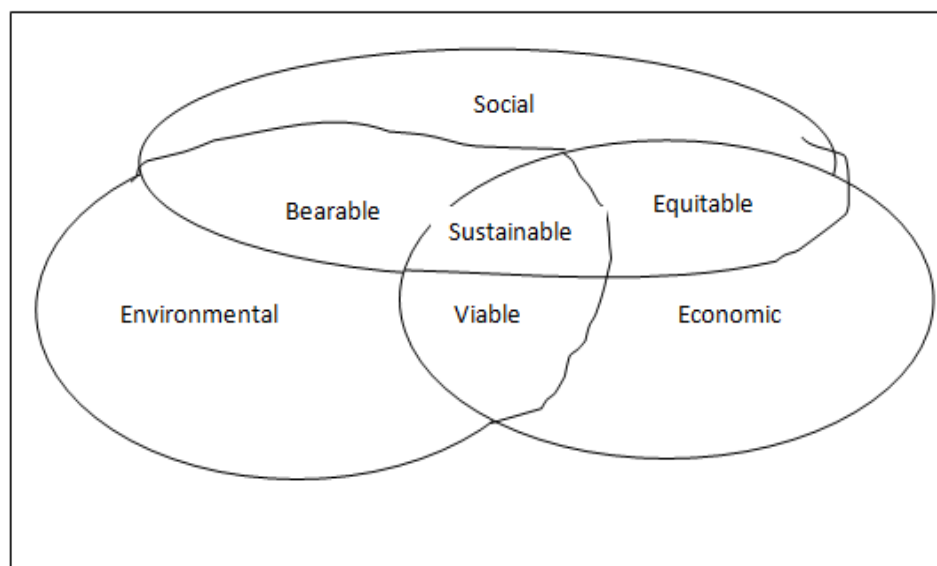 Social
Bearable
Sustainable
Equitable
Environmental
Viable
Economic